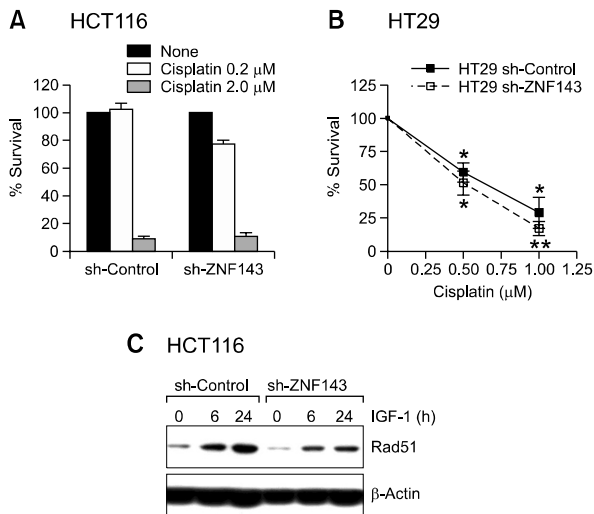 A HCT116
None
Cisplatin 0.2 μM
Cisplatin 2.0 μM
% Survival
120
100
80
60
40
20
0
sh-Control sh-ZNF143
B HT29
HT29 sh-Control
HT29 sh-ZNF143
% Survival
125
100
75
50
25
0
* *
* **
0 0.25 0.50 0.75 1.00 1.25
Cisplatin (μM)
C HCT116
sh-Control sh-ZNF143
0 6 24 0 6 24 IGF-1 (h)
Rad51
β-Actin